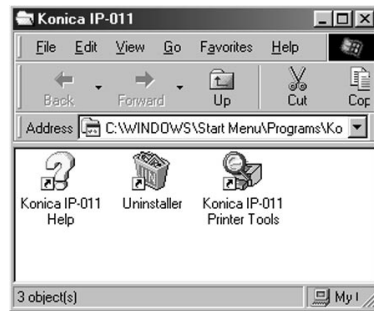 Konica IP-011
File Edit View Go Favorites Help
Back Forward Up Cut Cop
Address C:\WINDOWS\Start Menu\Programs\Ko
Konica IP-011 Uninstaller Konica IP-011
Help Printer Tools
3 object(s) My